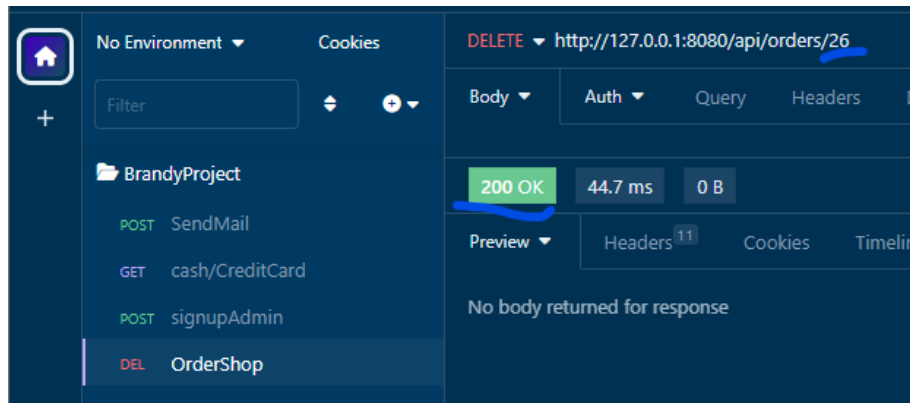 No Environment
Cookies
Filter
BrandyProject
POST SendMail
GET cash/CreditCard
POST signupAdmin
DEL OrderShop
DELETE http://127.0.0.1:8080/api/orders/26
Body
Auth
Query
Headers
200 OK
44.7 ms
0 B
Preview
Headers 11
Cookies
No body returned for response